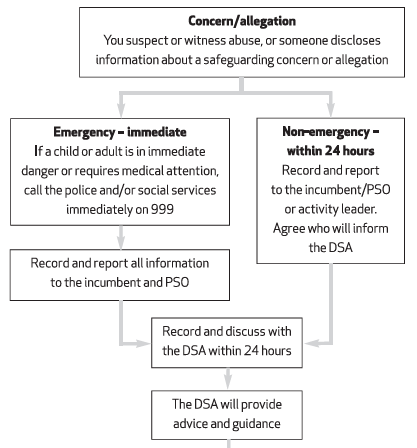 Concern/allegation
You suspect or witness abuse, or someone discloses
information about a safeguarding concern or allegation
Emergency – immediate
If a child or adult is in immediate
danger or requires medical attention,
call the police and/or social services
immediately on 999
Non-emergency –
within 24 hours
Record and report
to the incumbent/PSO
or activity leader.
Agree who will inform
the DSA
Record and report all information
to the incumbent and PSO
Record and discuss with
the DSA within 24 hours
The DSA will provide
advice and guidance